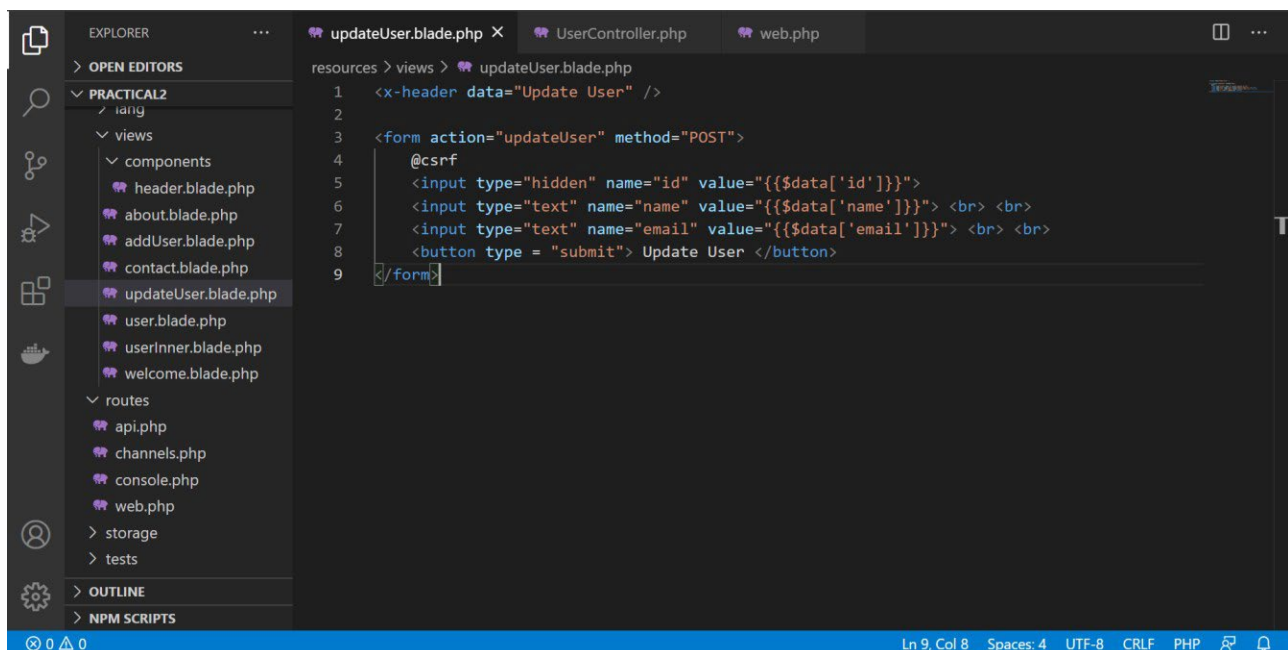 EXPLORER
OPEN EDITORS
PRACTICAL2
lang
views
components
header.blade.php
about.blade.php
addUser.blade.php
contact.blade.php
updateUser.blade.php
user.blade.php
userInner.blade.php
welcome.blade.php
routes
api.php
channels.php
console.php
web.php
storage
tests
OUTLINE
NPM SCRIPTS
updateUser.blade.php UserController.php web.php
resources > views > updateUser.blade.php
1 <x-header data="Update User" />
2
3 <form action="updateUser" method="POST">
4 @csrf
5 <input type="hidden" name="id" value="{{$data['id']}}">
6 <input type="text" name="name" value="{{$data['name']}}"> <br> <br>
7 <input type="text" name="email" value="{{$data['email']}}"> <br> <br>
8 <button type = "submit"> Update User </button>
9 </form>
0 0 Ln 9, Col 8 Spaces: 4 UTF-8 CRLF PHP